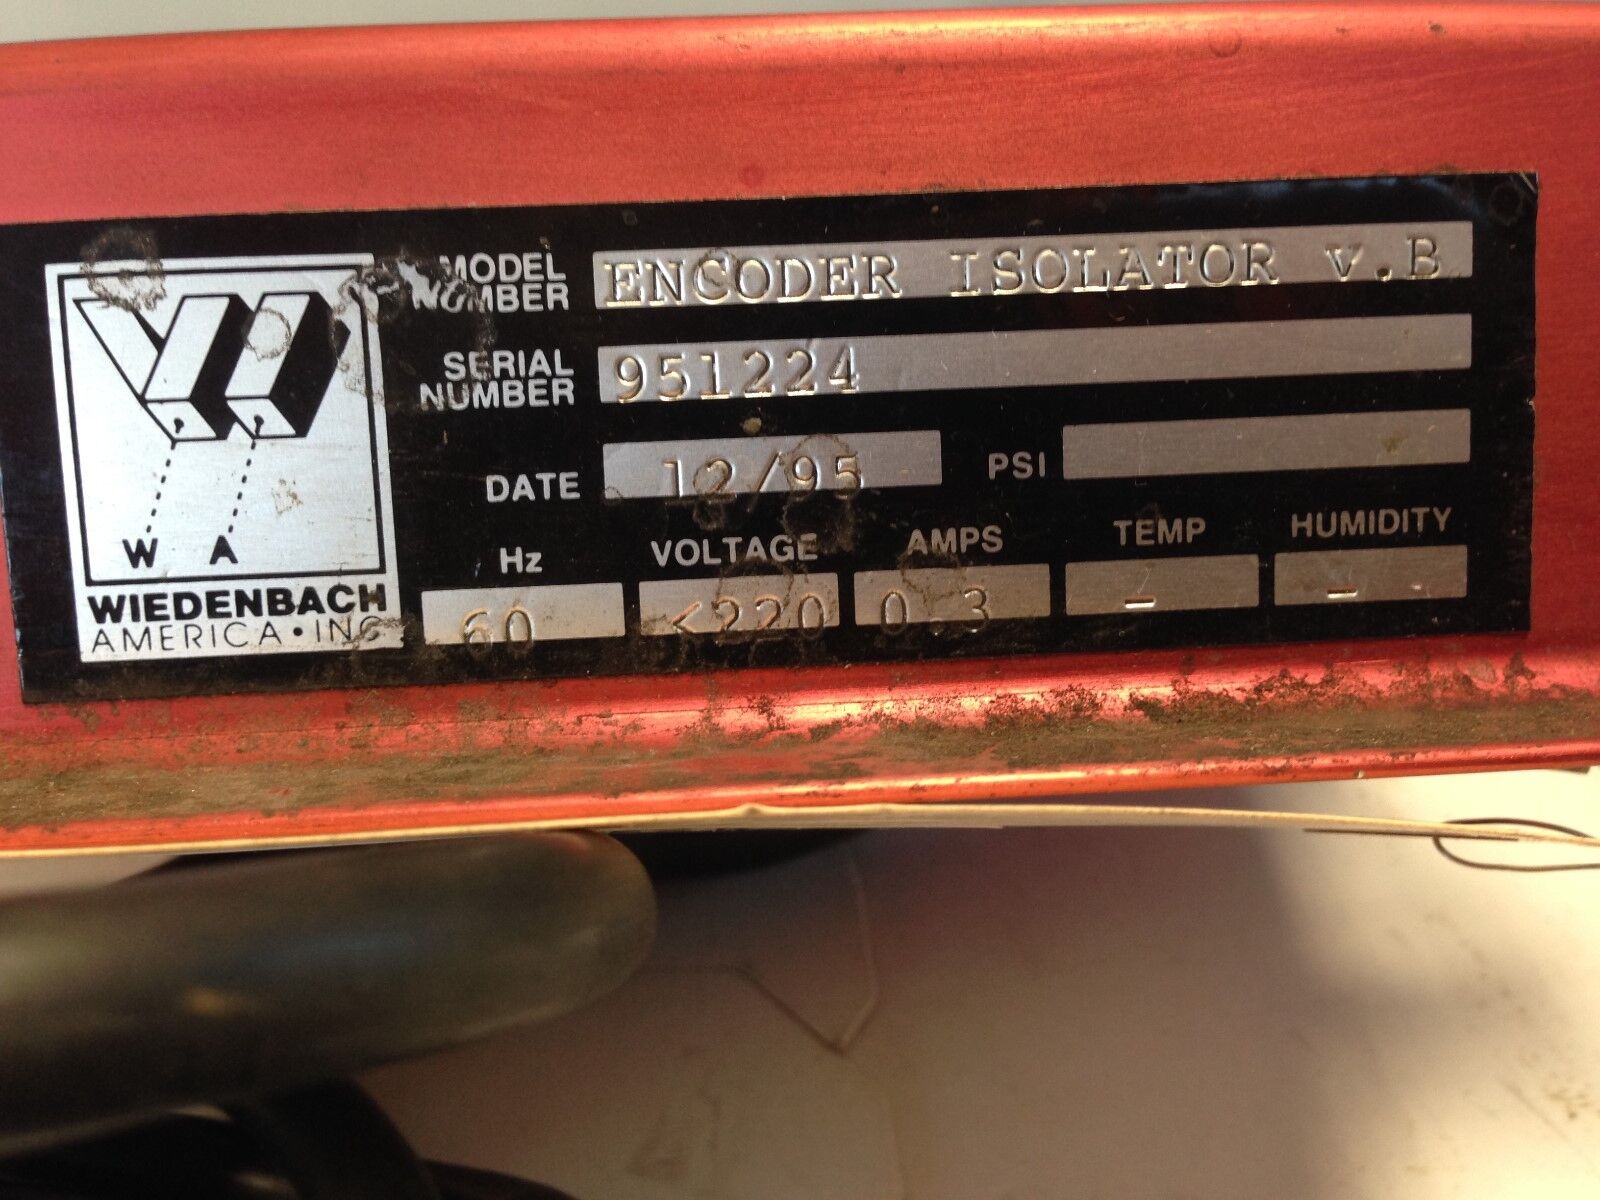 MODEL NUMBER ENCODER ISOLATOR v.B
SERIAL NUMBER 951224
DATE 12/95 PSI
Hz VOLTAGE AMPS TEMP HUMIDITY
60 <220 0.3 - -
W A
WIEDENBACH
AMERICA•INC